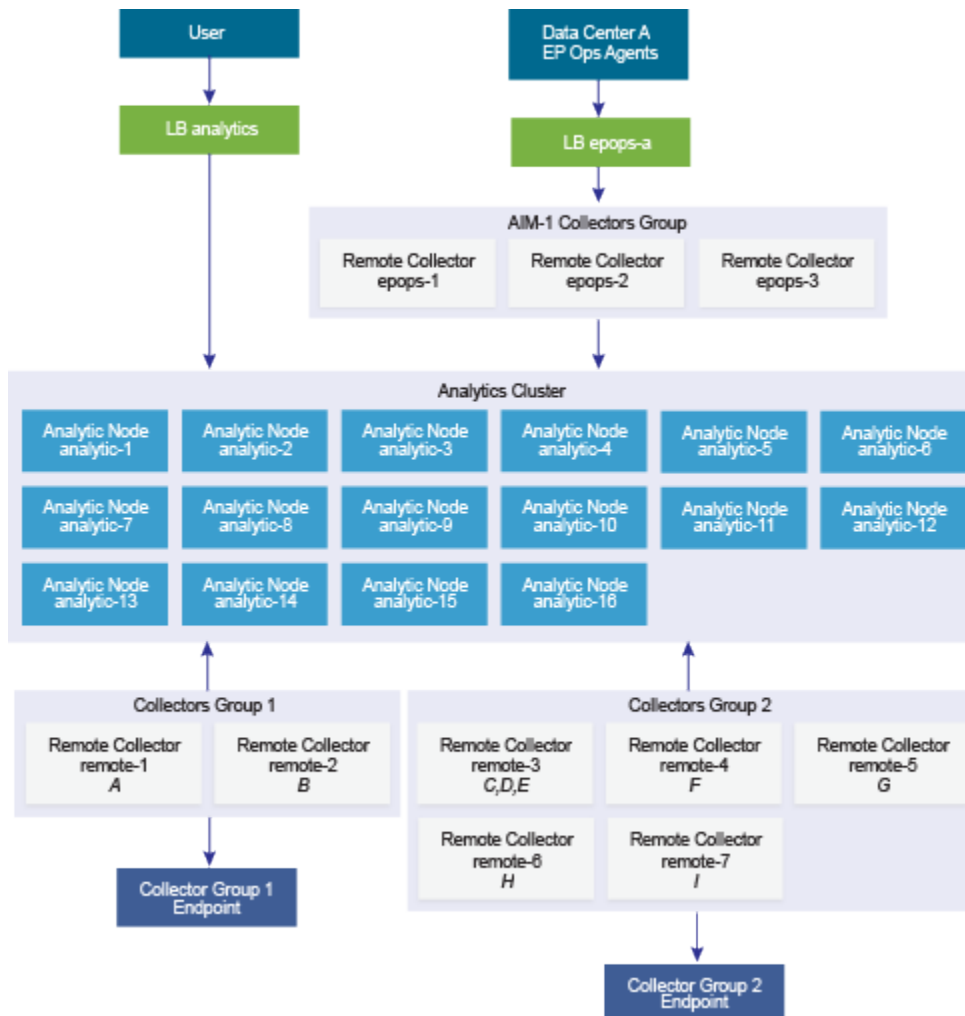 User
Data Center A
EP Ops Agents
LB analytics
LB epops-a
AIM-1 Collectors Group
Remote Collector
epops-1
Remote Collector
epops-2
Remote Collector
epops-3
Analytics Cluster
Analytic Node
analytic-1
Analytic Node
analytic-2
Analytic Node
analytic-3
Analytic Node
analytic-4
Analytic Node
analytic-5
Analytic Node
analytic-6
Analytic Node
analytic-7
Analytic Node
analytic-8
Analytic Node
analytic-9
Analytic Node
analytic-10
Analytic Node
analytic-11
Analytic Node
analytic-12
Analytic Node
analytic-13
Analytic Node
analytic-14
Analytic Node
analytic-15
Analytic Node
analytic-16
Collectors Group 1
Remote Collector
remote-1
A
Remote Collector
remote-2
B
Collector Group 1
Endpoint
Collectors Group 2
Remote Collector
remote-3
C,D,E
Remote Collector
remote-4
F
Remote Collector
remote-5
G
Remote Collector
remote-6
H
Remote Collector
remote-7
I
Collector Group 2
Endpoint